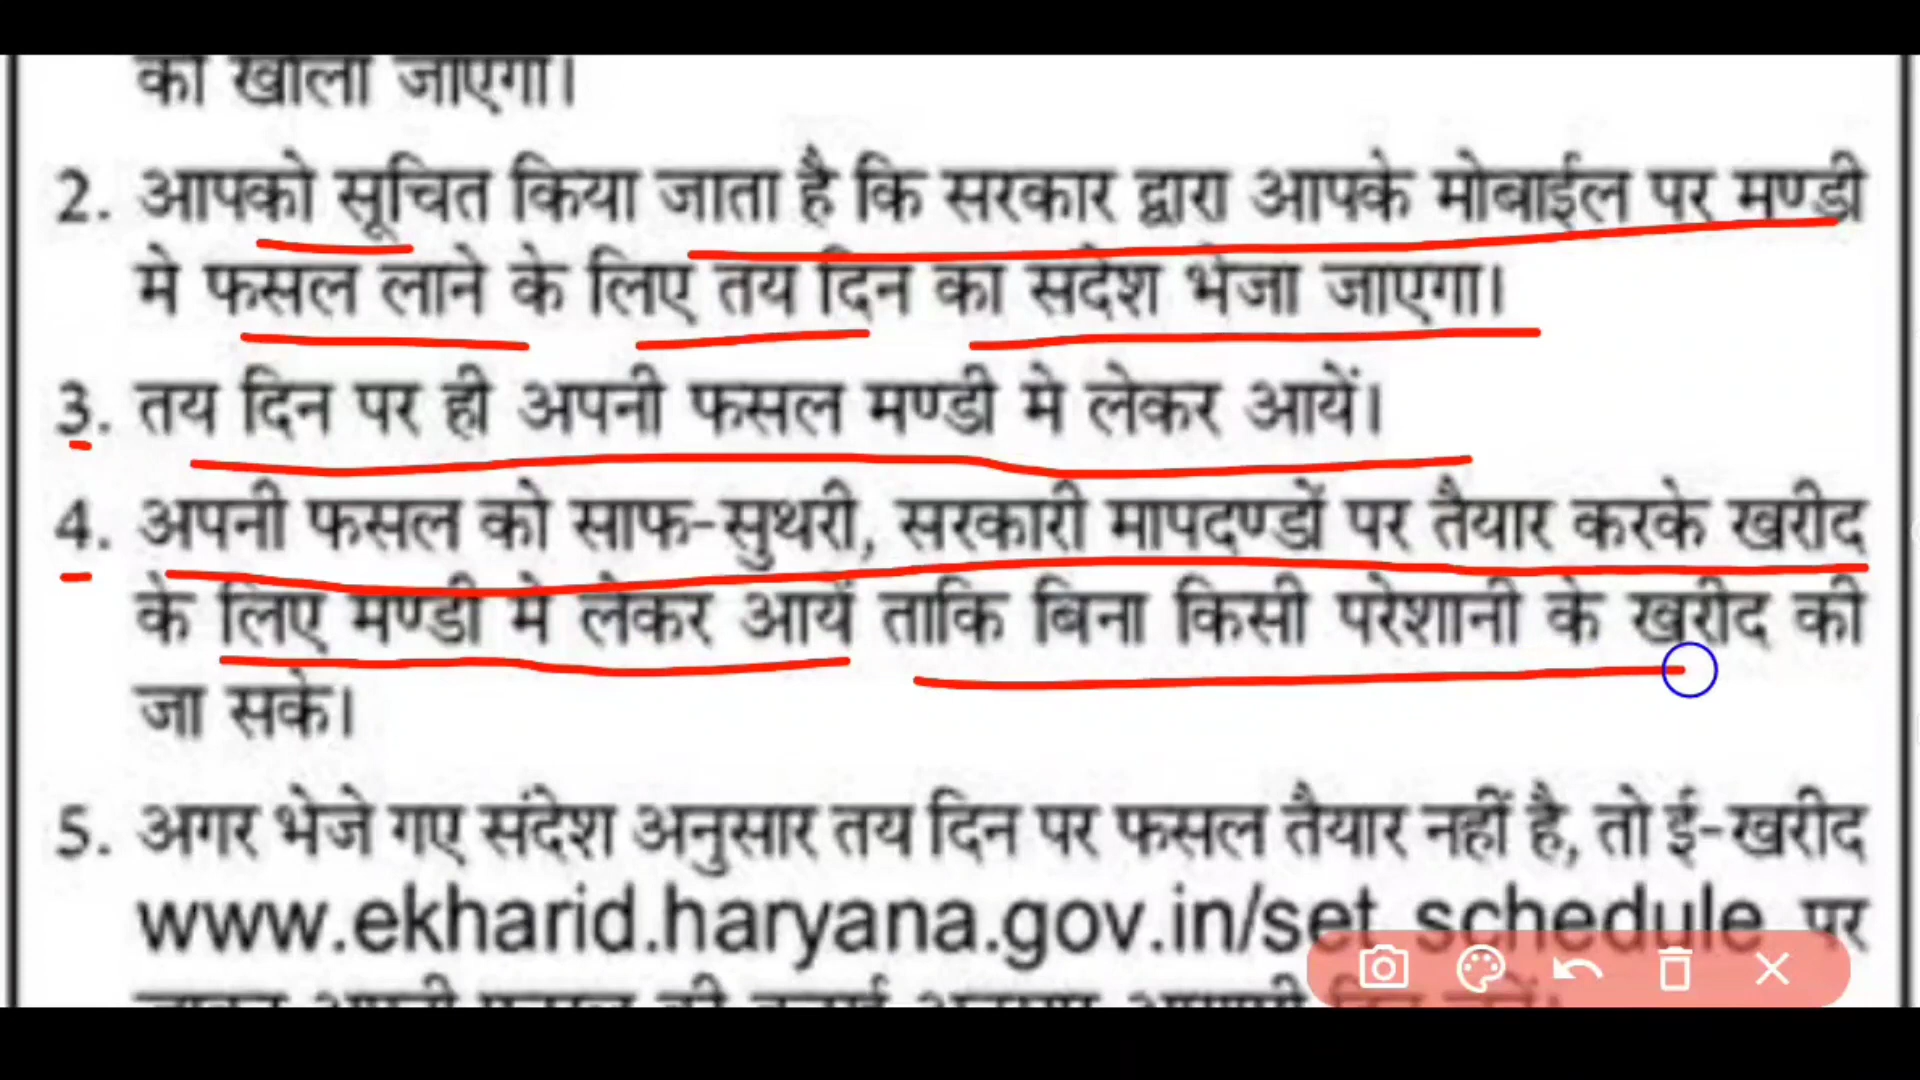 को खोला जाएगा।
2. आपको सूचित किया जाता है कि सरकार द्वारा आपके मोबाईल पर मण्डी
मे फसल लाने के लिए तय दिन का संदेश भेजा जाएगा।
3. तय दिन पर ही अपनी फसल मण्डी मे लेकर आयें।
4. अपनी फसल को साफ-सुथरी, सरकारी मापदण्डों पर तैयार करके खरीद
के लिए मण्डी मे लेकर आयें ताकि बिना किसी परेशानी के खरीद की
जा सके।
5. अगर भेजे गए संदेश अनुसार तय दिन पर फसल तैयार नहीं है, तो ई-खरीद
www.ekharid.haryana.gov.in/set_schedule पर